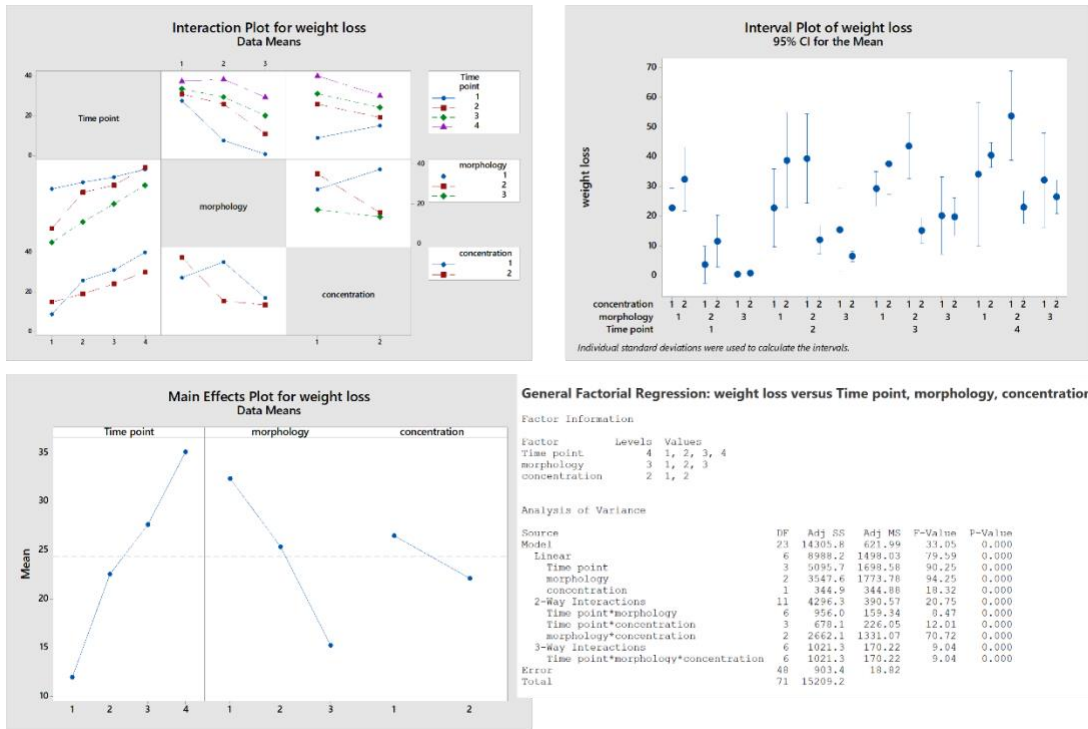 Interaction Plot for weight loss
Data Means
1 2 3
40
20
0
Time point
Time
point
1
2
3
4
morphology
40
20
0
morphology
1
2
3
40
20
0
concentration
concentration
1
2
1 2 3 4
1 2
Interval Plot of weight loss
95% CI for the Mean
weight loss
70
60
50
40
30
20
10
0
concentration 1 2 1 2 1 2 1 2 1 2 1 2 1 2 1 2 1 2 1 2 1 2 1 2
morphology 1 2 3 1 2 3 1 2 3 1 2 3
Time point 1 2 3 4
Individual standard deviations were used to calculate the intervals.
Main Effects Plot for weight loss
Data Means
Time point morphology concentration
Mean
35
30
25
20
15
10
1 2 3 4 1 2 3 1 2
General Factorial Regression: weight loss versus Time point, morphology, concentration
Factor Information
Factor Levels Values
Time point 4 1, 2, 3, 4
morphology 3 1, 2, 3
concentration 2 1, 2
Analysis of Variance
Source DF Adj SS Adj MS F-Value P-Value
Model 23 14305.8 621.99 33.05 0.000
Linear 6 8988.2 1498.03 79.59 0.000
Time point 3 5095.7 1698.58 90.25 0.000
morphology 2 3547.6 1773.78 94.25 0.000
concentration 1 344.9 344.88 18.32 0.000
2-Way Interactions 11 4296.3 390.57 20.75 0.000
Time point*morphology 6 956.0 159.34 8.47 0.000
Time point*concentration 3 678.1 226.05 12.01 0.000
morphology*concentration 2 2662.1 1331.07 70.72 0.000
3-Way Interactions 6 1021.3 170.22 9.04 0.000
Time point*morphology*concentration 6 1021.3 170.22 9.04 0.000
Error 48 903.4 18.82
Total 71 15209.2